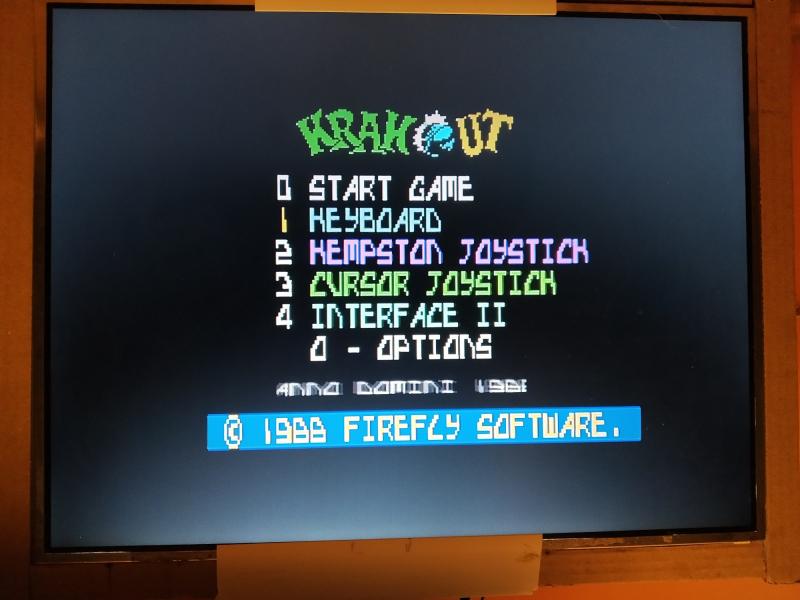 KRAKOUT
0 START GAME
1 KEYBOARD
2 KEMPSTON JOYSTICK
3 CURSOR JOYSTICK
4 INTERFACE II
O - OPTIONS
ANNO DOMINI 198
© 1988 FIREFLY SOFTWARE.